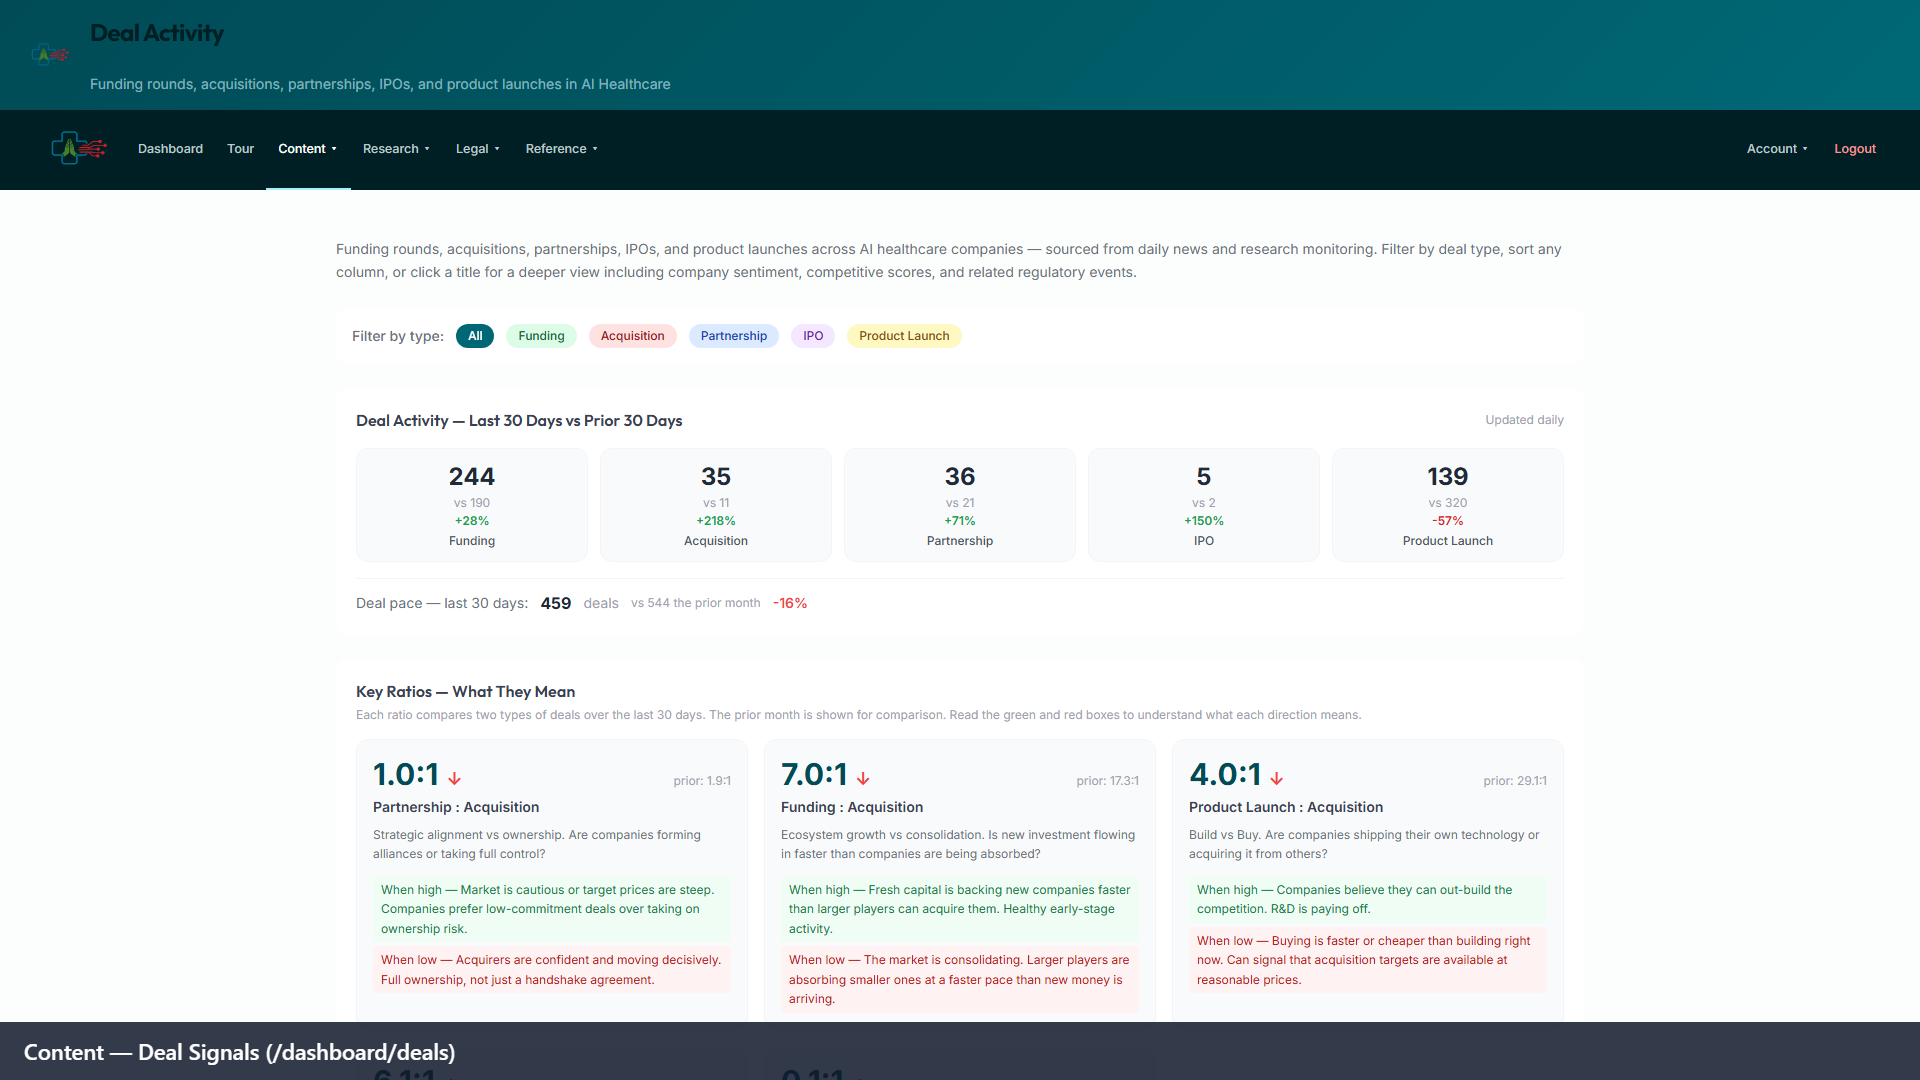 Deal Activity
Funding rounds, acquisitions, partnerships, IPOs, and product launches in AI Healthcare
Dashboard Tour Content Research Legal Reference Account Logout
Funding rounds, acquisitions, partnerships, IPOs, and product launches across AI healthcare companies — sourced from daily news and research monitoring. Filter by deal type, sort any
column, or click a title for a deeper view including company sentiment, competitive scores, and related regulatory events.
Filter by type: All Funding Acquisition Partnership IPO Product Launch
Deal Activity — Last 30 Days vs Prior 30 Days
Updated daily
244
vs 190
+28%
Funding
35
vs 11
+218%
Acquisition
36
vs 21
+71%
Partnership
5
vs 2
+150%
IPO
139
vs 320
-57%
Product Launch
Deal pace — last 30 days: 459 deals vs 544 the prior month -16%
Key Ratios — What They Mean
Each ratio compares two types of deals over the last 30 days. The prior month is shown for comparison. Read the green and red boxes to understand what each direction means.
1.0:1 ↓ prior: 1.9:1
Partnership : Acquisition
Strategic alignment vs ownership. Are companies forming
alliances or taking full control?
When high — Market is cautious or target prices are steep.
Companies prefer low-commitment deals over taking on
ownership risk.
When low — Acquirers are confident and moving decisively.
Full ownership, not just a handshake agreement.
7.0:1 ↓ prior: 17.3:1
Funding : Acquisition
Ecosystem growth vs consolidation. Is new investment flowing
in faster than companies are being absorbed?
When high — Fresh capital is backing new companies faster
than larger players can acquire them. Healthy early-stage
activity.
When low — The market is consolidating. Larger players are
absorbing smaller ones at a faster pace than new money is
arriving.
4.0:1 ↓ prior: 29.1:1
Product Launch : Acquisition
Build vs Buy. Are companies shipping their own technology or
acquiring it from others?
When high — Companies believe they can out-build the
competition. R&D is paying off.
When low — Buying is faster or cheaper than building right
now. Can signal that acquisition targets are available at
reasonable prices.
Content — Deal Signals (/dashboard/deals)